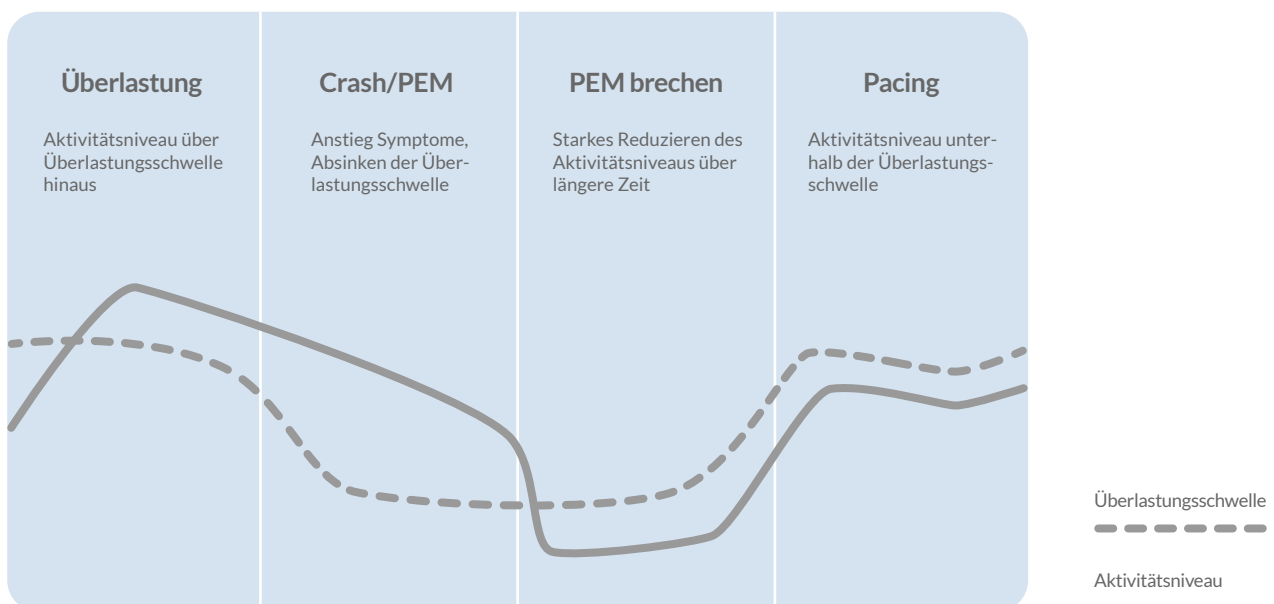 Überlastung
Aktivitätsniveau über
Überlastungsschwelle
hinaus
Crash/PEM
Anstieg Symptome,
Absinken der Über-
lastungsschwelle
PEM brechen
Starkes Reduzieren des
Aktivitätsniveaus über
längere Zeit
Pacing
Aktivitätsniveau unter-
halb der Überlastungs-
schwelle
Überlastungsschwelle
Aktivitätsniveau